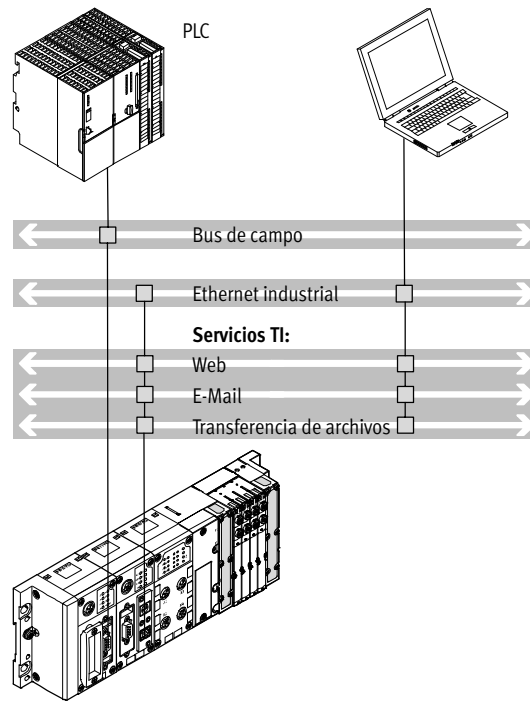 PLC
Bus de campo
Ethernet industrial
Servicios TI:
Web
E-Mail
Transferencia de archivos